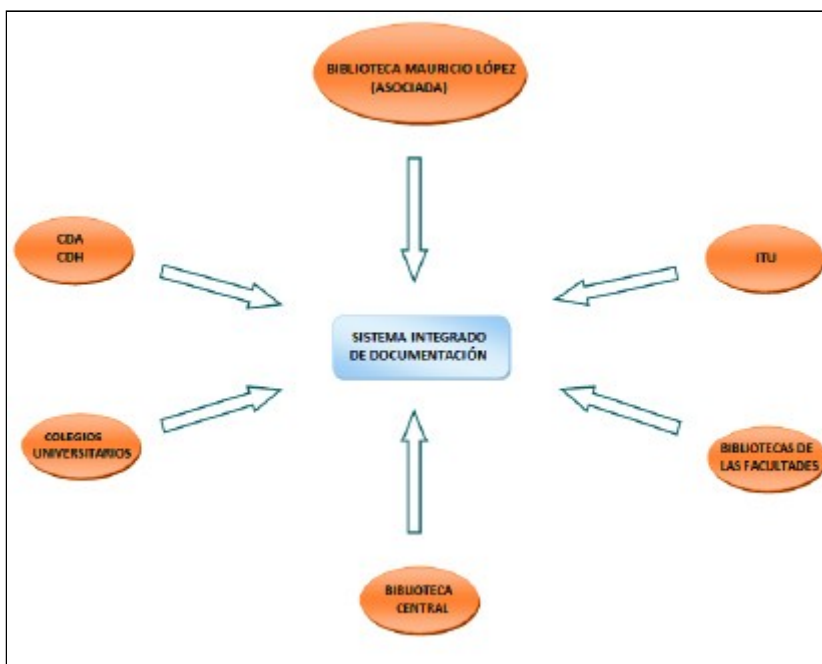 BIBLIOTECA MAURICIO LÓPEZ
(ASOCIADA)
CDA
CDH
ITU
SISTEMA INTEGRADO
DE DOCUMENTACIÓN
COLEGIOS
UNIVERSITARIOS
BIBLIOTECAS DE
LAS FACULTADES
BIBLIOTECA
CENTRAL